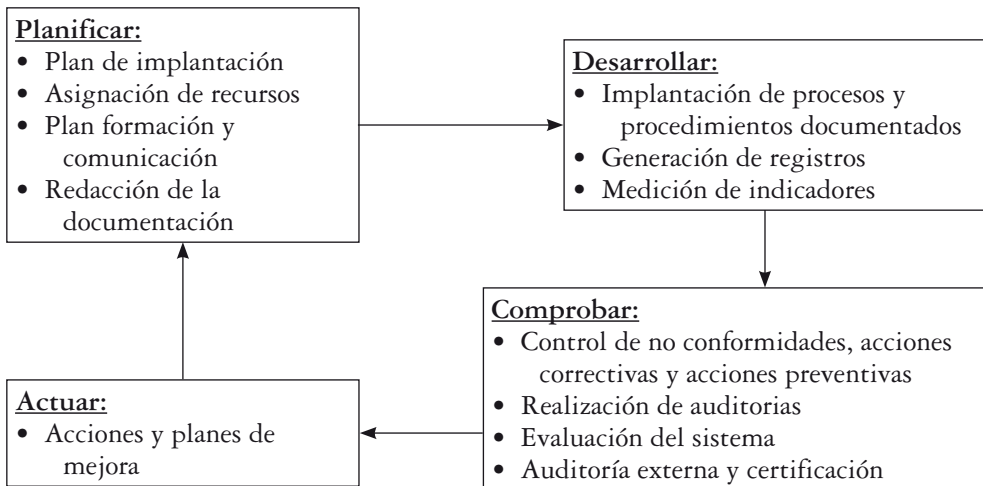 Planificar:
• Plan de implantación
• Asignación de recursos
• Plan formación y
comunicación
• Redacción de la
documentación
Desarrollar:
• Implantación de procesos y
procedimientos documentados
• Generación de registros
• Medición de indicadores
Comprobar:
• Control de no conformidades, acciones
correctivas y acciones preventivas
• Realización de auditorias
• Evaluación del sistema
• Auditoría externa y certificación
Actuar:
• Acciones y planes de
mejora